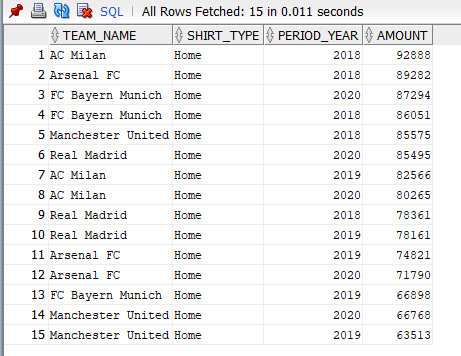 SQL | All Rows Fetched: 15 in 0.011 seconds
TEAM_NAME SHIRT_TYPE PERIOD_YEAR AMOUNT
1 AC Milan Home 2018 92888
2 Arsenal FC Home 2018 89282
3 FC Bayern Munich Home 2020 87294
4 FC Bayern Munich Home 2018 86051
5 Manchester United Home 2018 85575
6 Real Madrid Home 2020 85495
7 AC Milan Home 2019 82566
8 AC Milan Home 2020 80265
9 Real Madrid Home 2018 78361
10 Real Madrid Home 2019 78161
11 Arsenal FC Home 2019 74821
12 Arsenal FC Home 2020 71790
13 FC Bayern Munich Home 2019 66898
14 Manchester United Home 2020 66768
15 Manchester United Home 2019 63513